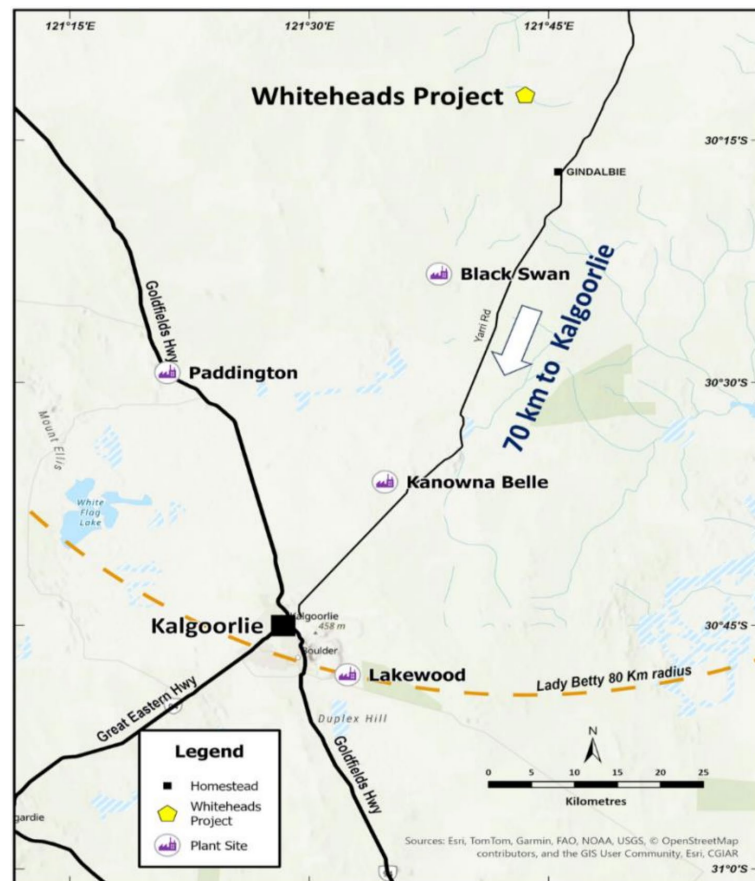 121°15'E
121°30'E
121°45'E
Whiteheads Project
30°15'S
GINDALBIE
Black Swan
Goldfields Hwy
Yarri Rd
70 km to Kalgoorlie
Paddington
30°30'S
Mount Ellis
Kanowna Belle
White
Flag
Lake
Kalgoorlie
Kalgoorlie
458 m
30°45'S
Boulder
Lakewood
Lady Betty 80 Km radius
Great Eastern Hwy
Duplex Hill
Goldfields Hwy
N
Legend
Homestead
Whiteheads
Project
Plant Site
0 5 10 15 20 25
Kilometres
gardie
Sources: Esri, TomTom, Garmin, FAO, NOAA, USGS, © OpenStreetMap
contributors, and the GIS User Community, Esri, CGIAR
31°0'S